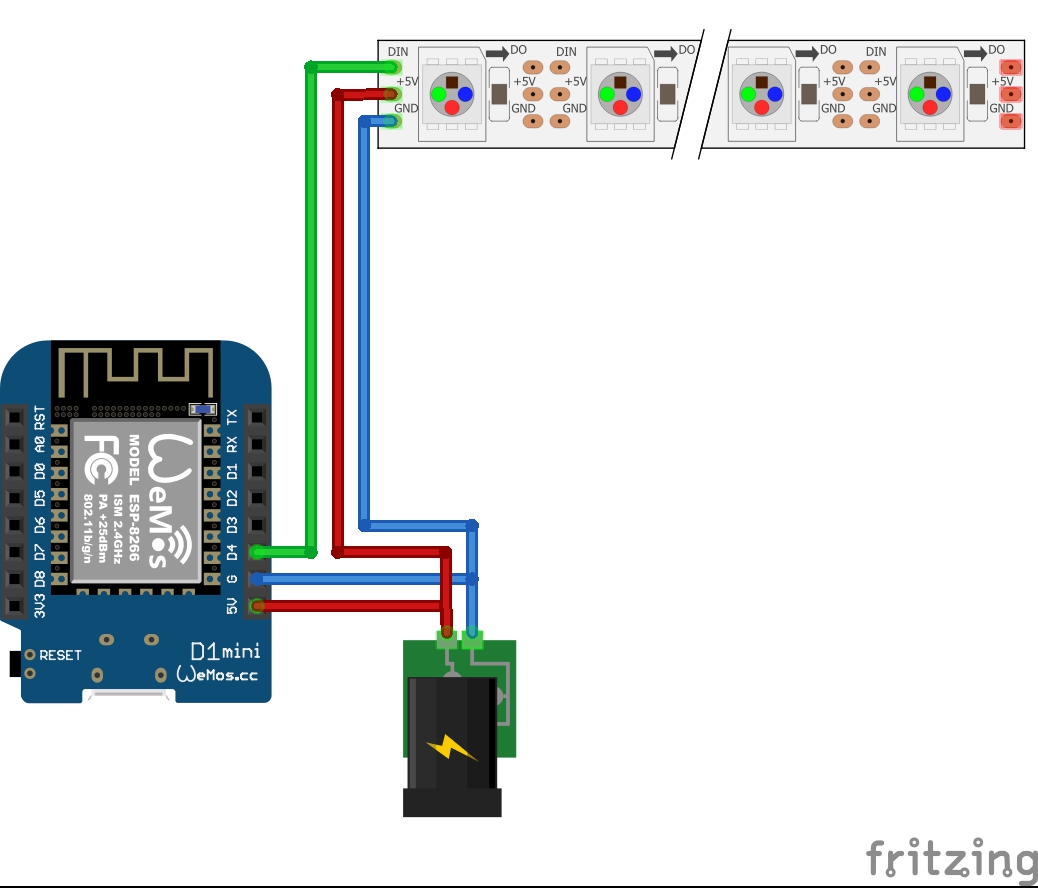 DIN DO DIN DO DO DIN DO
+5V +5V +5V +5V +5V +5V
GND GND GND GND GND GND
RST TX
A0 RX
D0 D1
D5 D2
D6 D3
D7 D4
D8 G
3V3 5V
WeMos
MODEL ESP-8266
ISM 2.4GHz
PA +25dBm
802.11b/g/n
FC
RESET
D1mini
WeMos.cc
fritzing